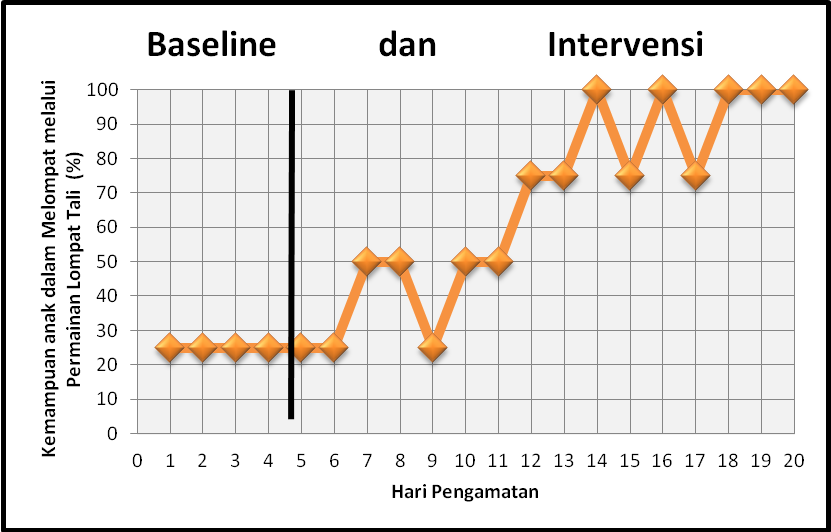 Baseline dan Intervensi
Kemampuan anak dalam Melompat melalui
Permainan Lompat Tali (%)
100
90
80
70
60
50
40
30
20
10
0
0 1 2 3 4 5 6 7 8 9 10 11 12 13 14 15 16 17 18 19 20
Hari Pengamatan